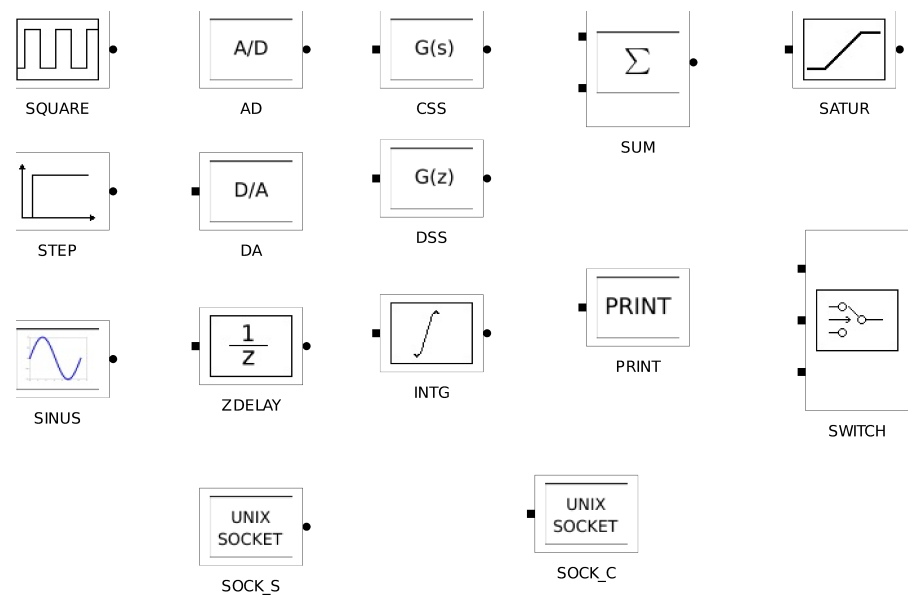 A/D
G(s)
Σ
SQUARE
AD
CSS
SATUR
SUM
D/A
G(z)
STEP
DA
DSS
PRINT
1
z
PRINT
SINUS
ZDELAY
INTG
SWITCH
UNIX
SOCKET
UNIX
SOCKET
SOCK_S
SOCK_C